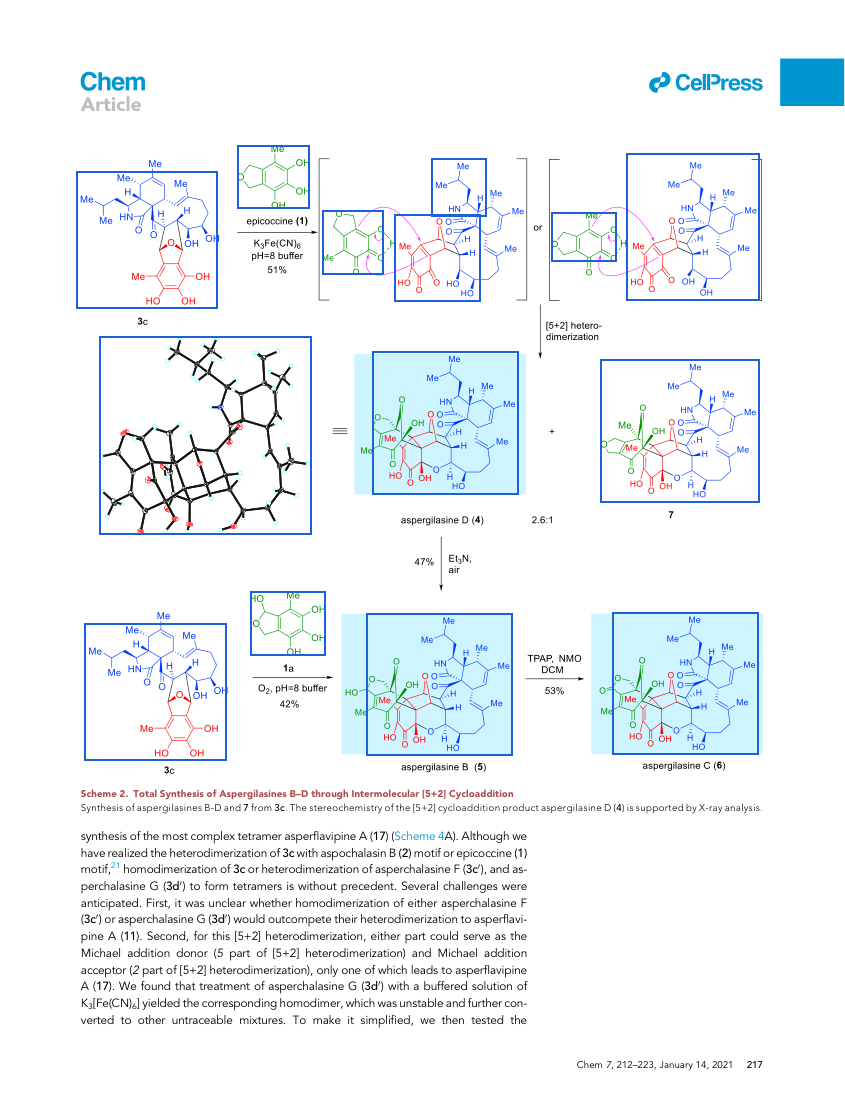 Chem
Article
CellPress
epicoccine (1)
K3Fe(CN)6
pH=8 buffer
51%
or
3c
[5+2] hetero-
dimerization
+
aspergilasine D (4)
2.6:1
7
47%
Et3N,
air
1a
O2, pH=8 buffer
42%
3c
aspergilasine B (5)
TPAP, NMO
DCM
53%
aspergilasine C (6)
Scheme 2. Total Synthesis of Aspergilasines B–D through Intermolecular [5+2] Cycloaddition
Synthesis of aspergilasines B-D and 7 from 3c. The stereochemistry of the [5+2] cycloaddition product aspergilasine D (4) is supported by X-ray analysis.
synthesis of the most complex tetramer asperflavipine A (17) (Scheme 4A). Although we
have realized the heterodimerization of 3c with aspochalasin B (2) motif or epicoccine (1)
motif,21 homodimerization of 3c or heterodimerization of asperchalasine F (3c′), and as-
perchalasine G (3d′) to form tetramers is without precedent. Several challenges were
anticipated. First, it was unclear whether homodimerization of either asperchalasine F
(3c′) or asperchalasine G (3d′) would outcompete their heterodimerization to asperflavi-
pine A (11). Second, for this [5+2] heterodimerization, either part could serve as the
Michael addition donor (5 part of [5+2] heterodimerization) and Michael addition
acceptor (2 part of [5+2] heterodimerization), only one of which leads to asperflavipine
A (17). We found that treatment of asperchalasine G (3d′) with a buffered solution of
K3[Fe(CN)6] yielded the corresponding homodimer, which was unstable and further con-
verted to other untraceable mixtures. To make it simplified, we then tested the
Chem 7, 212–223, January 14, 2021 217